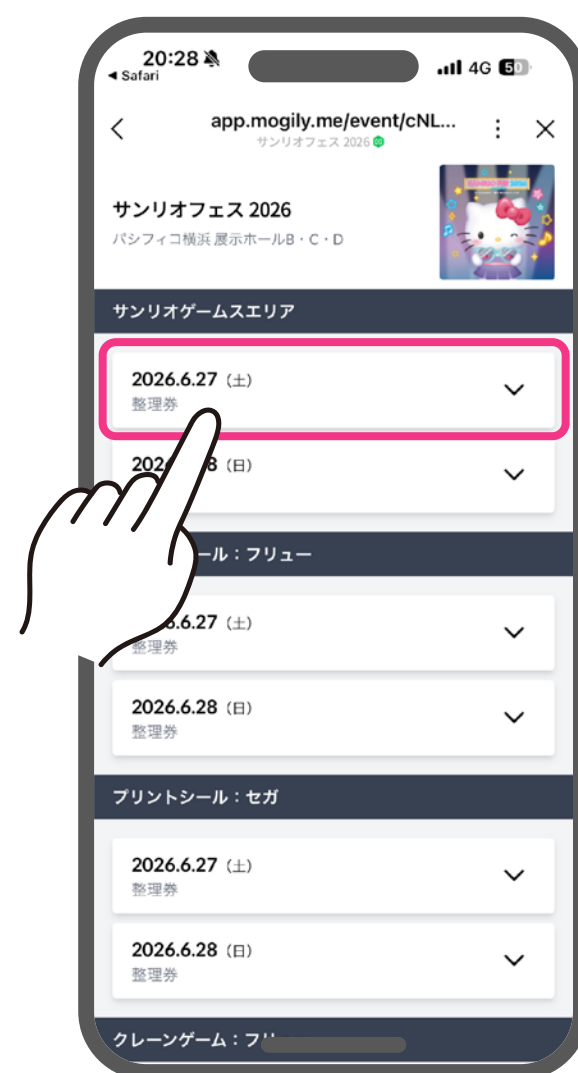 20:28
Safari
4G 50
app.mogily.me/event/cNL...
サンリオフェス 2026
サンリオフェス 2026
パシフィコ横浜 展示ホールB・C・D
サンリオゲームスエリア
2026.6.27（土）
整理券
（日）
ール：フリュー
6.27（土）
整理券
2026.6.28（日）
整理券
プリントシール：セガ
2026.6.27（土）
整理券
2026.6.28（日）
整理券
クレーンゲーム：フリ